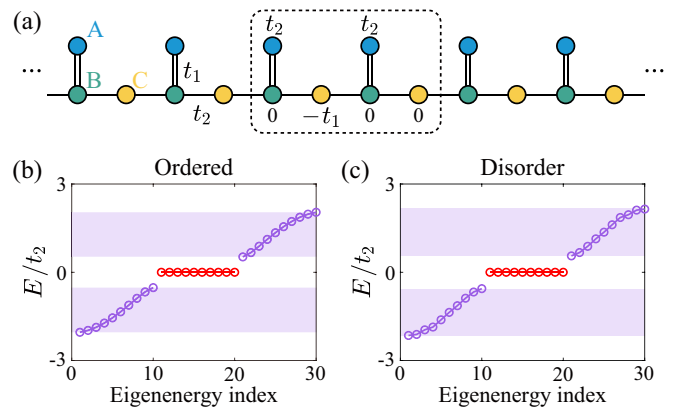 (a)
A
t₂ t₂
... ...
B C t₁
t₂ 0 −t₁ 0 0
(b) Ordered
(c) Disorder
3
0
-3
E/t₂
0 10 20 30
Eigenenergy index
3
0
-3
E/t₂
0 10 20 30
Eigenenergy index